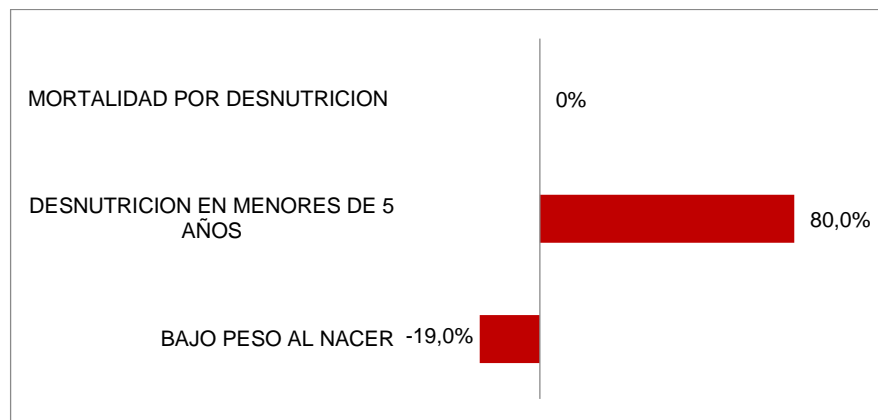 MORTALIDAD POR DESNUTRICION
0%
DESNUTRICION EN MENORES DE 5
AÑOS
80,0%
BAJO PESO AL NACER
-19,0%